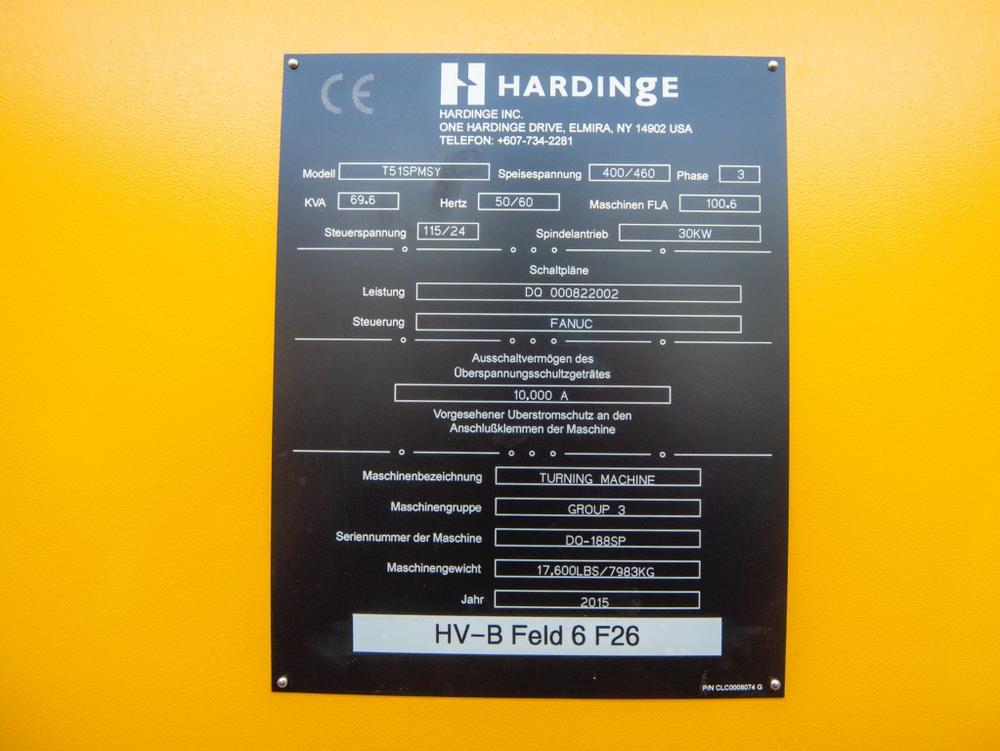 CE
HARDINGE
HARDINGE INC.
ONE HARDINGE DRIVE, ELMIRA, NY 14902 USA
TELEFON: +607-734-2281
Modell T51SPMSY Speisespannung 400/460 Phase 3
KVA 69.6 Hertz 50/60 Maschinen FLA 100.6
Steuerspannung 115/24 Spindelantrieb 30KW
Schaltpläne
Leistung DQ 000822002
Steuerung FANUC
Ausschaltvermögen des
Überspannungsschultzgeträtes
10,000 A
Vorgesehener Uberstromschutz an den
Anschlußklemmen der Maschine
Maschinenbezeichnung TURNING MACHINE
Maschinengruppe GROUP 3
Seriennummer der Maschine DQ-188SP
Maschinengewicht 17,600LBS/7983KG
Jahr 2015
HV-B Feld 6 F26
P/N CLC0008074 G